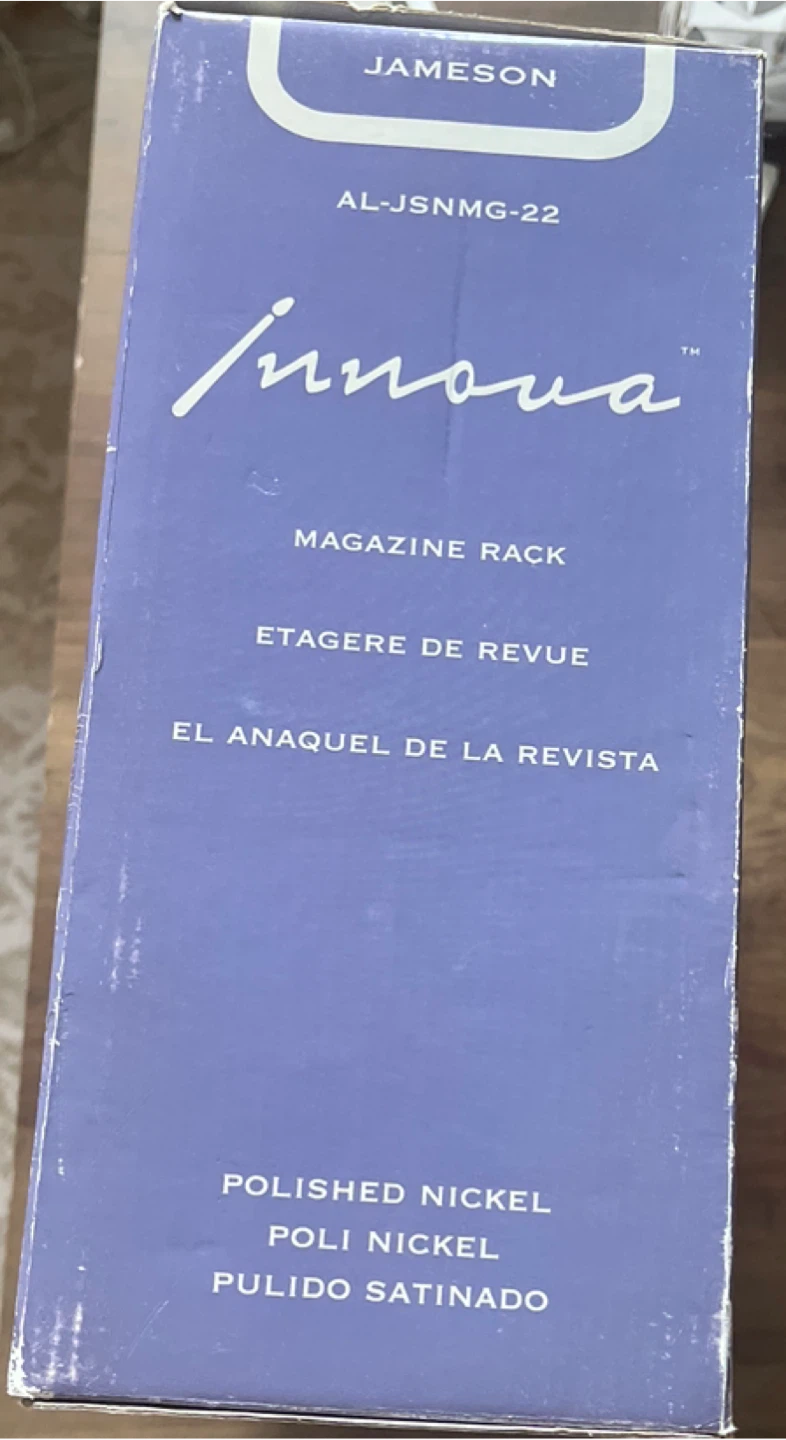 JAMESON
AL-JSNMG-22
innova™
MAGAZINE RACK
ETAGERE DE REVUE
EL ANAQUEL DE LA REVISTA
POLISHED NICKEL
POLI NICKEL
PULIDO SATINADO